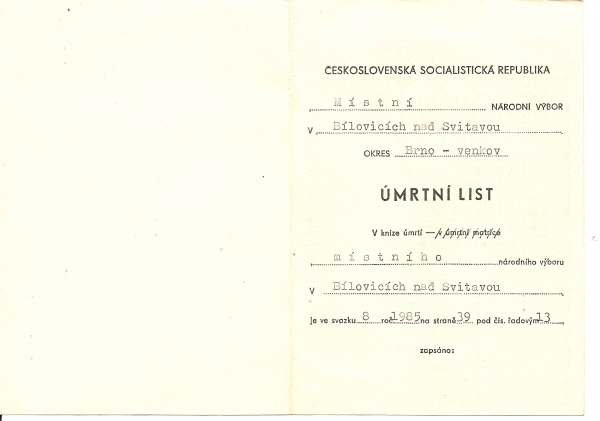 ČESKOSLOVENSKÁ SOCIALISTICKÁ REPUBLIKA
Místní NÁRODNÍ VÝBOR
V Bílovicích nad Svitavou
OKRES Brno - venkov
ÚMRTNÍ LIST
V knize úmrtí — v úmrtní matrice
místního národního výboru
V Bílovicích nad Svitavou
je ve svazku 8 roč. 1985 na straně 39 pod čís. řadovým 13
zapsáno: